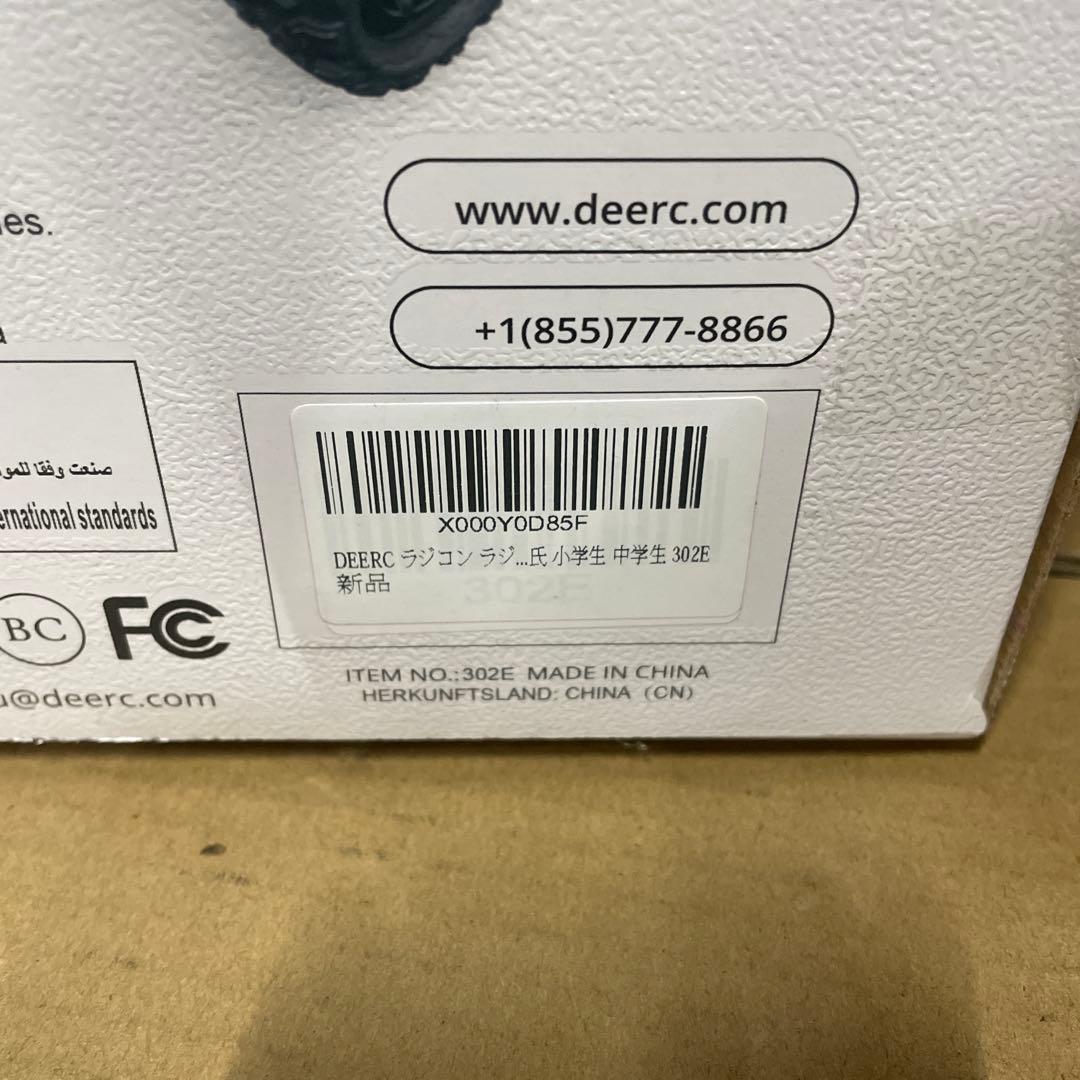 es.
www.deerc.com
+1(855)777-8866
X000Y0D85F
DEERC ラジコン ラジ...氏 小学生 中学生 302E
新品
302E
صنعت وفقا للموا
ernational standards
BC
FC
ITEM NO.:302E MADE IN CHINA
HERKUNFTSLAND: CHINA (CN)
u@deerc.com